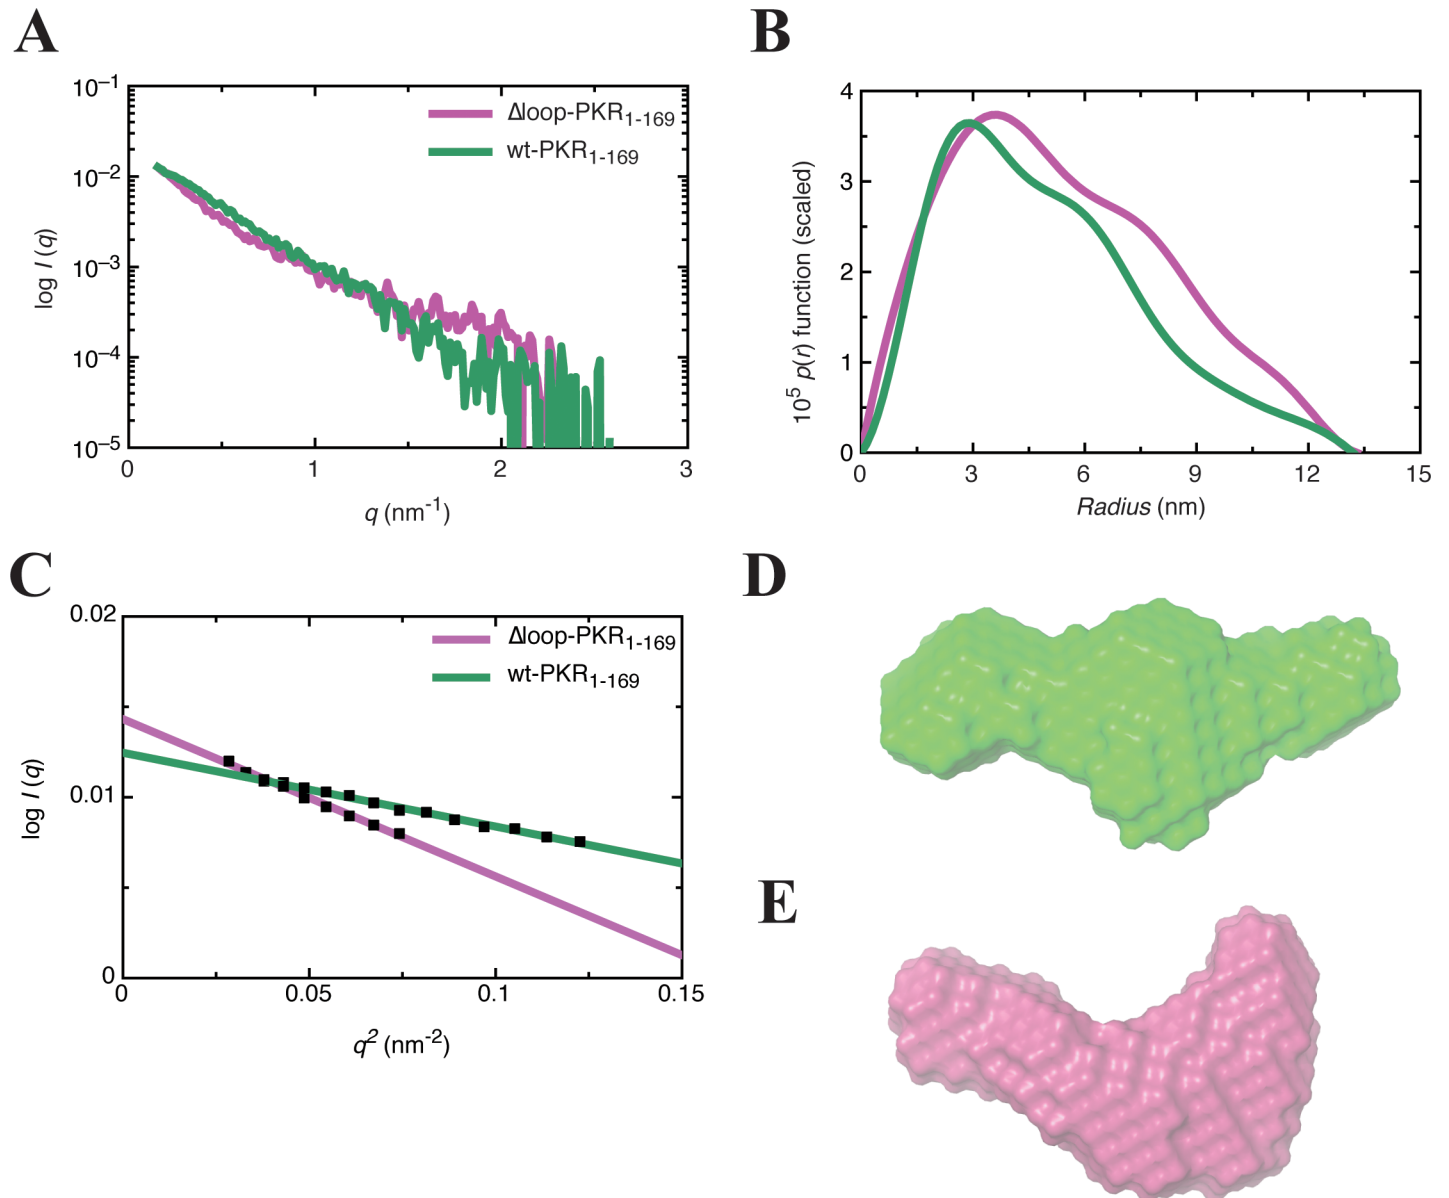 A
10⁻¹
10⁻²
10⁻³
10⁻⁴
10⁻⁵
log I (q)
Δloop-PKR₁₋₁₆₉
wt-PKR₁₋₁₆₉
0 1 2 3
q (nm⁻¹)
B
4
3
2
1
0
10⁵ p(r) function (scaled)
0 3 6 9 12 15
Radius (nm)
C
0.02
0.01
0
log I (q)
Δloop-PKR₁₋₁₆₉
wt-PKR₁₋₁₆₉
0 0.05 0.1 0.15
q² (nm⁻²)
D
E